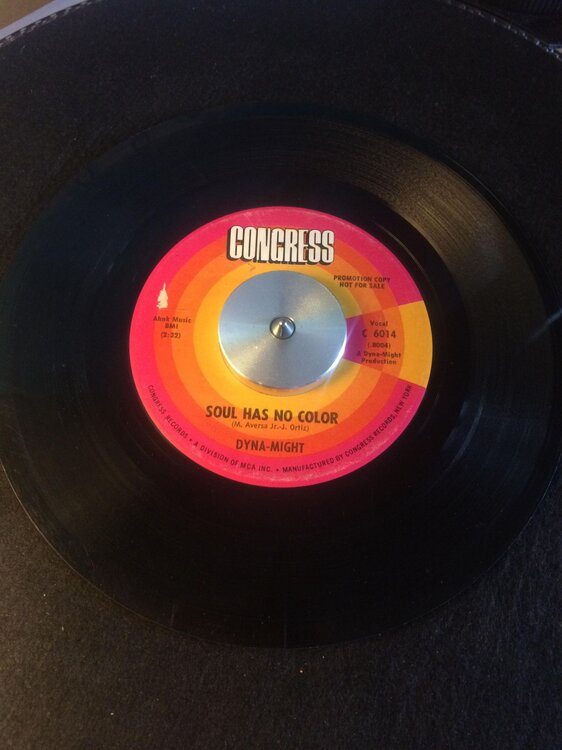 CONGRESS
PROMOTION COPY
NOT FOR SALE
Ahak Music
BMI
(2:32)
Vocal
C 6014
(.8004)
A Dyna-Might
Production
SOUL HAS NO COLOR
(M. Aversa Jr.-J. Ortiz)
DYNA-MIGHT
CONGRESS RECORDS • A DIVISION OF MCA INC. • MANUFACTURED BY CONGRESS RECORDS, NEW YORK